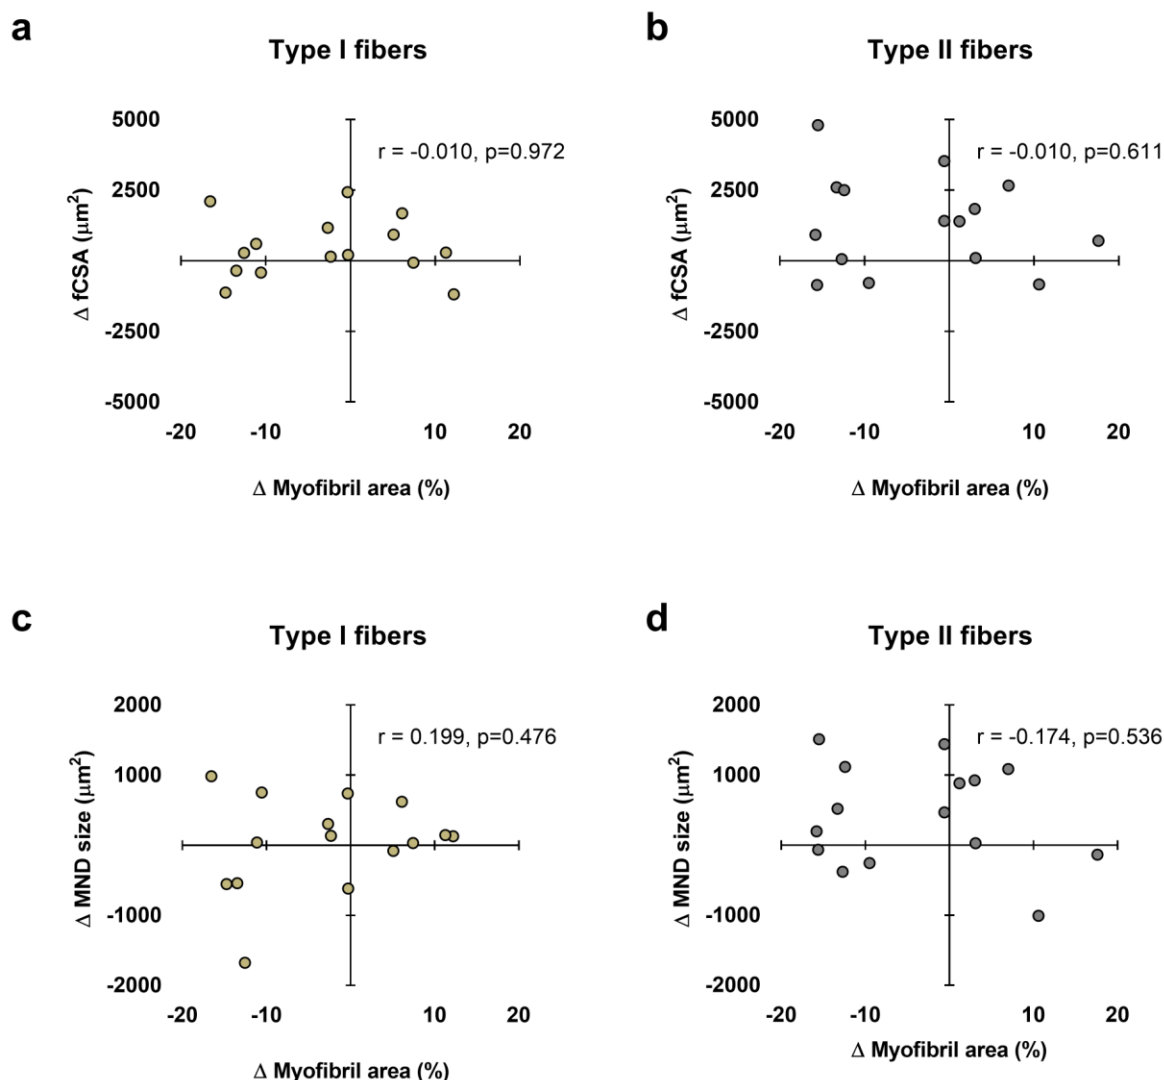 a
Type I fibers
5000
2500
-2500
-5000
-20
-10
10
20
r = -0.010, p=0.972
Δ fCSA (μm²)
Δ Myofibril area (%)
b
Type II fibers
5000
2500
-2500
-5000
-20
-10
10
20
r = -0.010, p=0.611
Δ fCSA (μm²)
Δ Myofibril area (%)
c
Type I fibers
2000
1000
-1000
-2000
-20
-10
10
20
r = 0.199, p=0.476
Δ MND size (μm²)
Δ Myofibril area (%)
d
Type II fibers
2000
1000
-1000
-2000
-20
-10
10
20
r = -0.174, p=0.536
Δ MND size (μm²)
Δ Myofibril area (%)